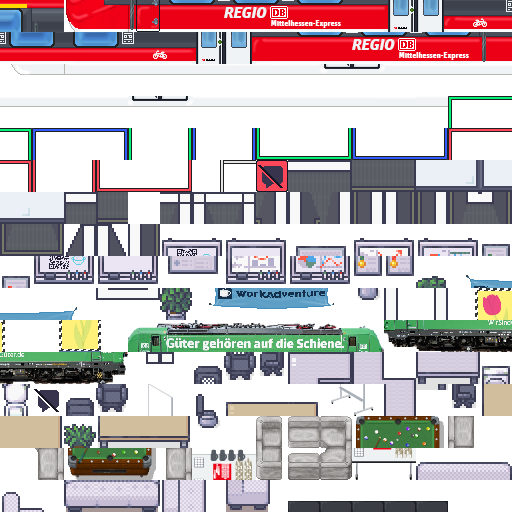 REGIO DB
Mittelhessen-Express
REGIO DB
Mittelhessen-Express
WorkAdventure
Güter gehören auf die Schiene.